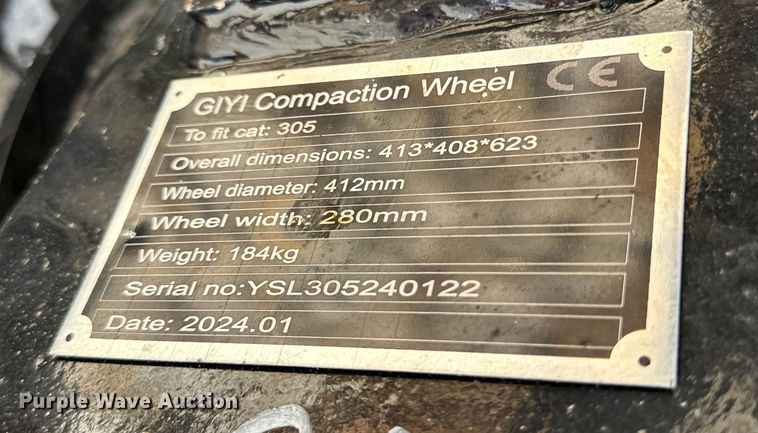 GIYI Compaction Wheel CE
To fit cat: 305
Overall dimensions: 413*408*623
Wheel diameter: 412mm
Wheel width: 280mm
Weight: 184kg
Serial no:YSL305240122
Date: 2024.01
Purple Wave Auction